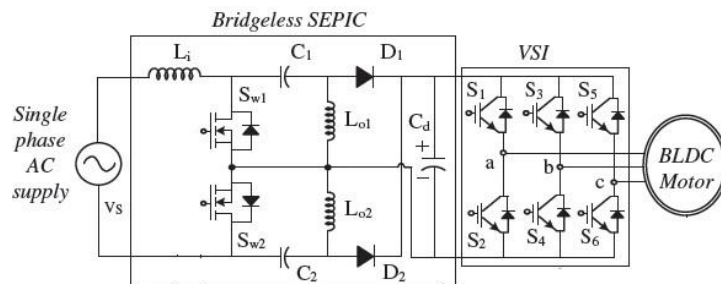 Bridgeless SEPIC
VSI
Li
C1
D1
Single
phase
AC
supply
vs
Sw1
Sw2
Lo1
Lo2
Cd
+
−
C2
D2
S1
S3
S5
a
b
c
S2
S4
S6
BLDC
Motor